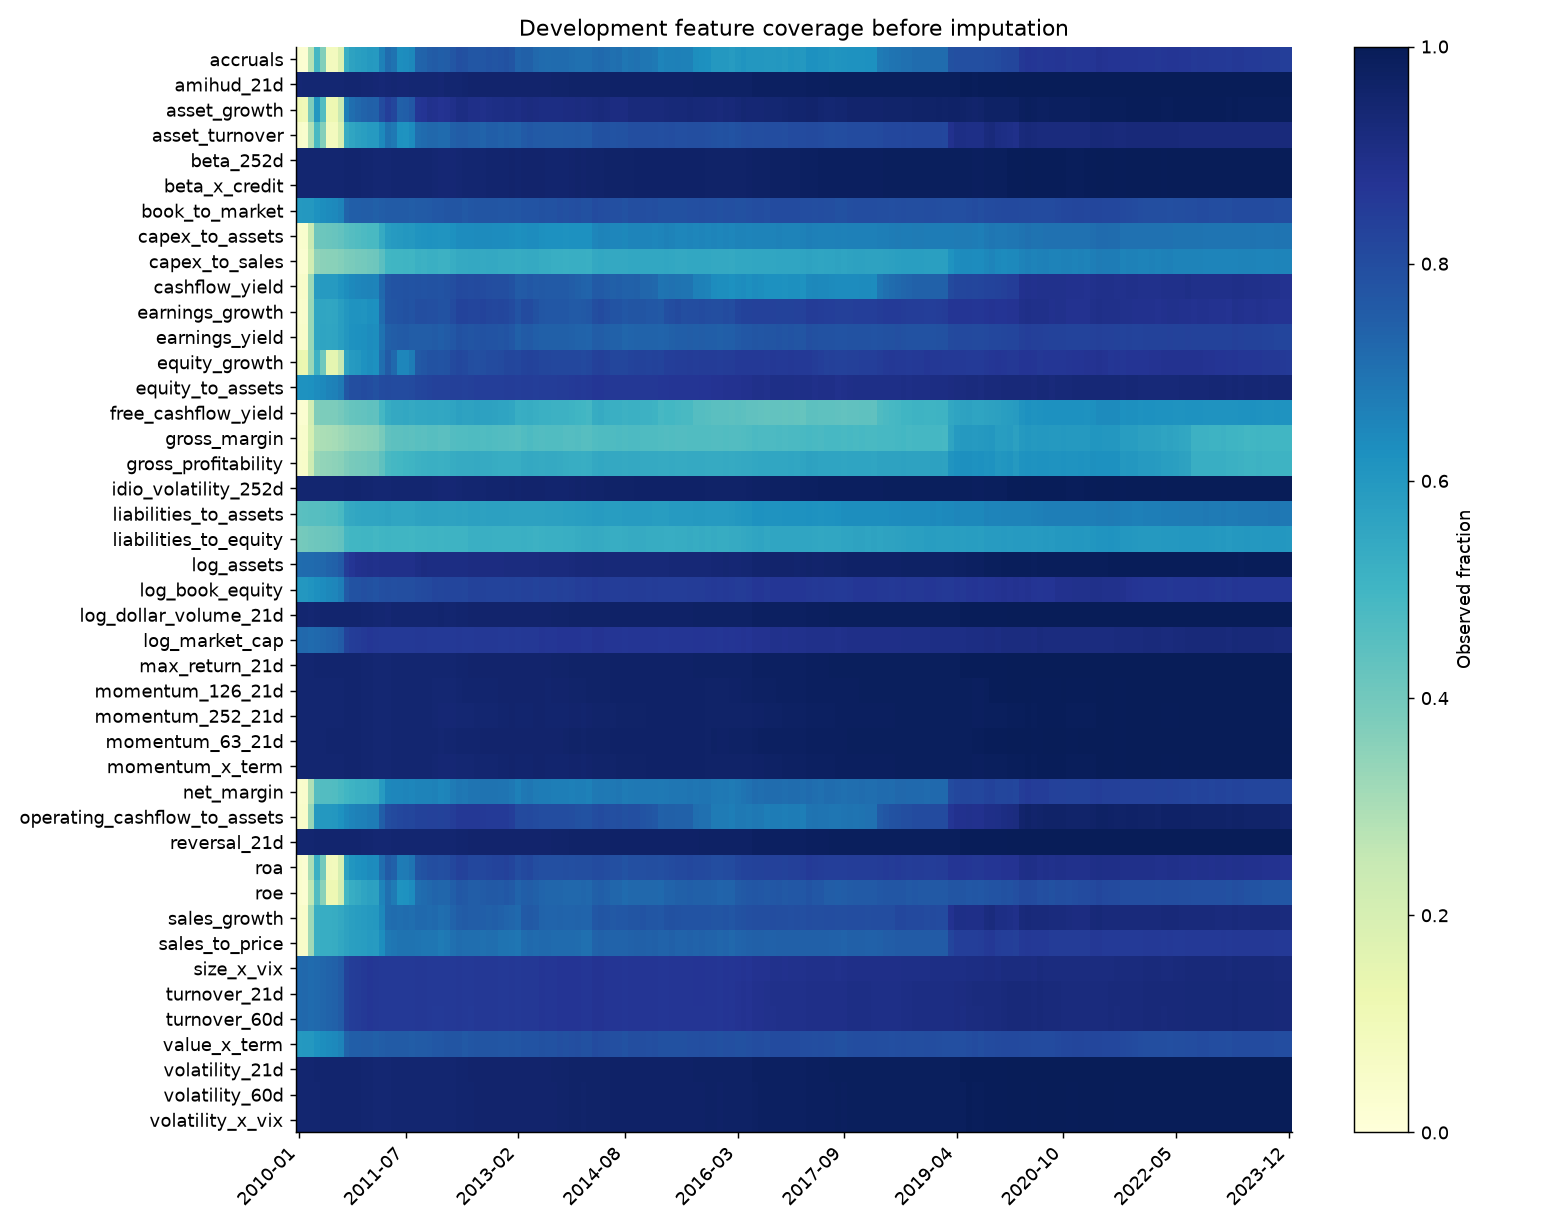 Development feature coverage before imputation
accruals
amihud_21d
asset_growth
asset_turnover
beta_252d
beta_x_credit
book_to_market
capex_to_assets
capex_to_sales
cashflow_yield
earnings_growth
earnings_yield
equity_growth
equity_to_assets
free_cashflow_yield
gross_margin
gross_profitability
idio_volatility_252d
liabilities_to_assets
liabilities_to_equity
log_assets
log_book_equity
log_dollar_volume_21d
log_market_cap
max_return_21d
momentum_126_21d
momentum_252_21d
momentum_63_21d
momentum_x_term
net_margin
operating_cashflow_to_assets
reversal_21d
roa
roe
sales_growth
sales_to_price
size_x_vix
turnover_21d
turnover_60d
value_x_term
volatility_21d
volatility_60d
volatility_x_vix
2010-01
2011-07
2013-02
2014-08
2016-03
2017-09
2019-04
2020-10
2022-05
2023-12
1.0
0.8
0.6
0.4
0.2
0.0
Observed fraction